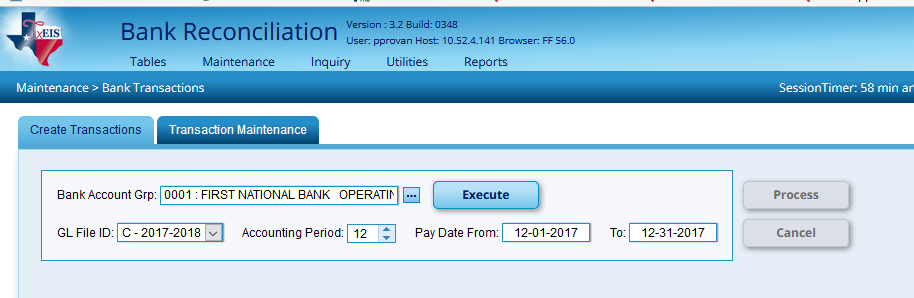 TxEIS
Bank Reconciliation
Version : 3.2 Build: 0348
User: pprovan Host: 10.52.4.141 Browser: FF 56.0
Tables Maintenance Inquiry Utilities Reports
Maintenance > Bank Transactions SessionTimer: 58 min an
Create Transactions Transaction Maintenance
Bank Account Grp: 0001 : FIRST NATIONAL BANK OPERATIN ... Execute Process
GL File ID: C - 2017-2018 Accounting Period: 12 Pay Date From: 12-01-2017 To: 12-31-2017 Cancel